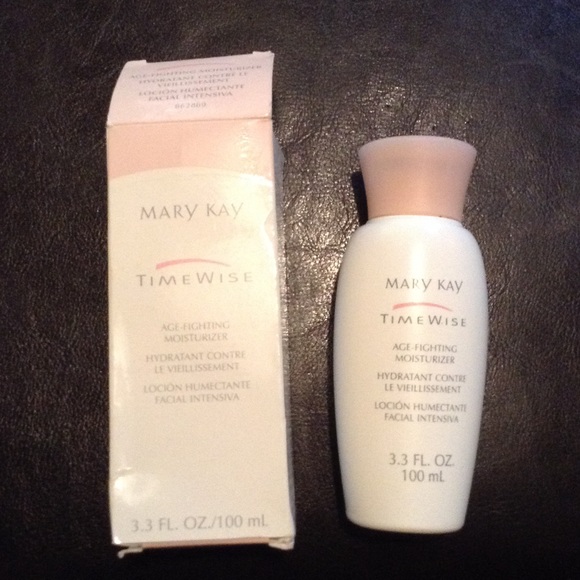 AGE-FIGHTING MOISTURIZER
HYDRATANT CONTRE LE
VIEILLISSEMENT
LOCIÓN HUMECTANTE
FACIAL INTENSIVA
MARY KAY
TIMEWISE
AGE-FIGHTING
MOISTURIZER
HYDRATANT CONTRE
LE VIEILLISSEMENT
LOCIÓN HUMECTANTE
FACIAL INTENSIVA
3.3 FL. OZ./100 mL
MARY KAY
TIMEWISE
AGE-FIGHTING
MOISTURIZER
HYDRATANT CONTRE
LE VIEILLISSEMENT
LOCIÓN HUMECTANTE
FACIAL INTENSIVA
3.3 FL. OZ.
100 mL